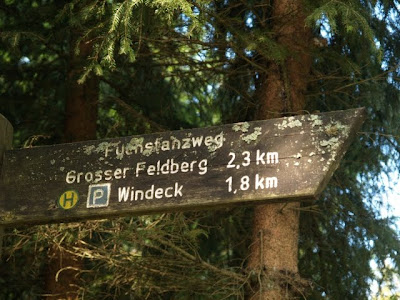 Fuchstanzweg
Grosser Feldberg 2,3 km
H P Windeck 1,8 km